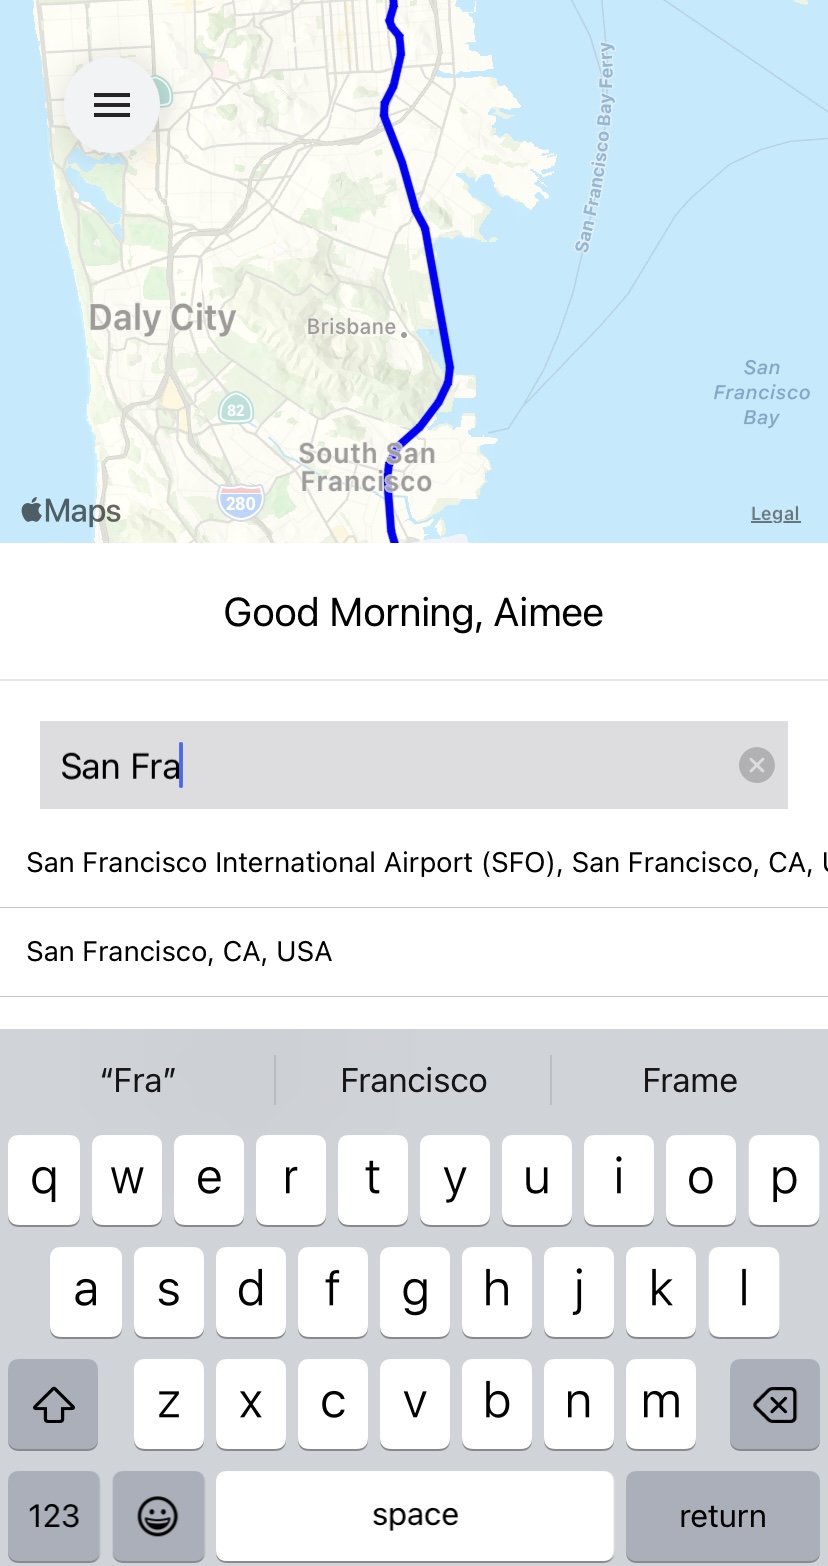 San Francisco Bay Ferry
Daly City
Brisbane
82
San
Francisco
Bay
South San
Francisco
280
Maps
Legal
Good Morning, Aimee
San Fra
San Francisco International Airport (SFO), San Francisco, CA, U
San Francisco, CA, USA
“Fra” Francisco Frame
q w e r t y u i o p
a s d f g h j k l
z x c v b n m
123 space return